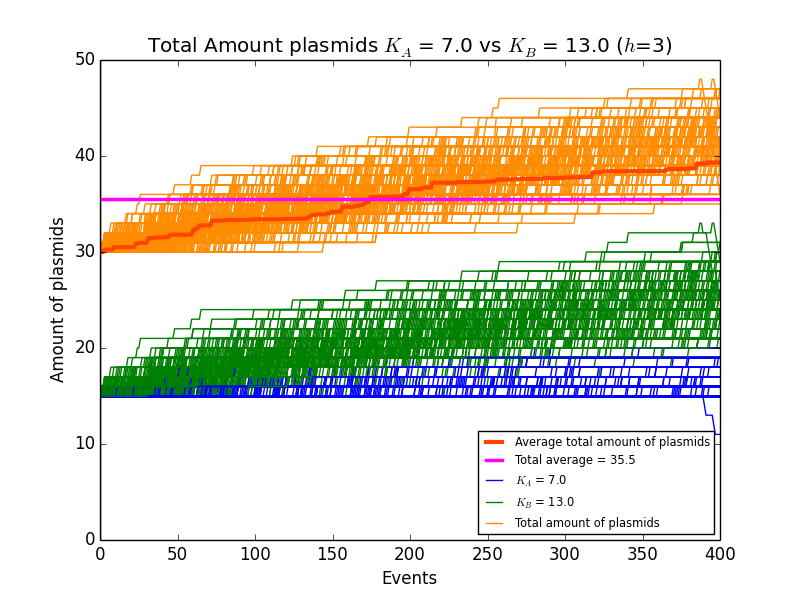 Total Amount plasmids K_A = 7.0 vs K_B = 13.0 (h=3)
Amount of plasmids
50
40
30
20
10
0
0 50 100 150 200 250 300 350 400
Events
Average total amount of plasmids
Total average = 35.5
K_A = 7.0
K_B = 13.0
Total amount of plasmids